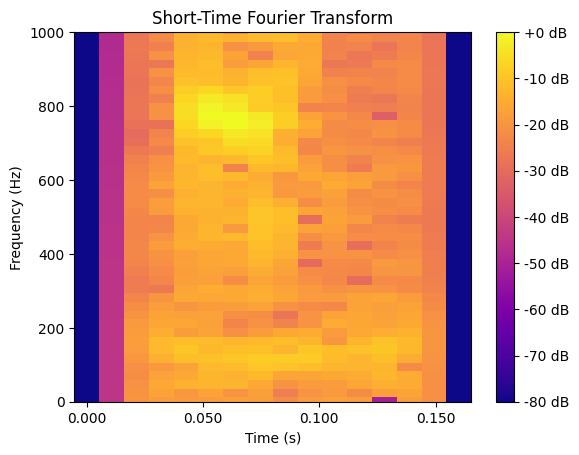 Short-Time Fourier Transform
1000
800
600
400
200
0
Frequency (Hz)
0.000
0.050
0.100
0.150
Time (s)
+0 dB
-10 dB
-20 dB
-30 dB
-40 dB
-50 dB
-60 dB
-70 dB
-80 dB